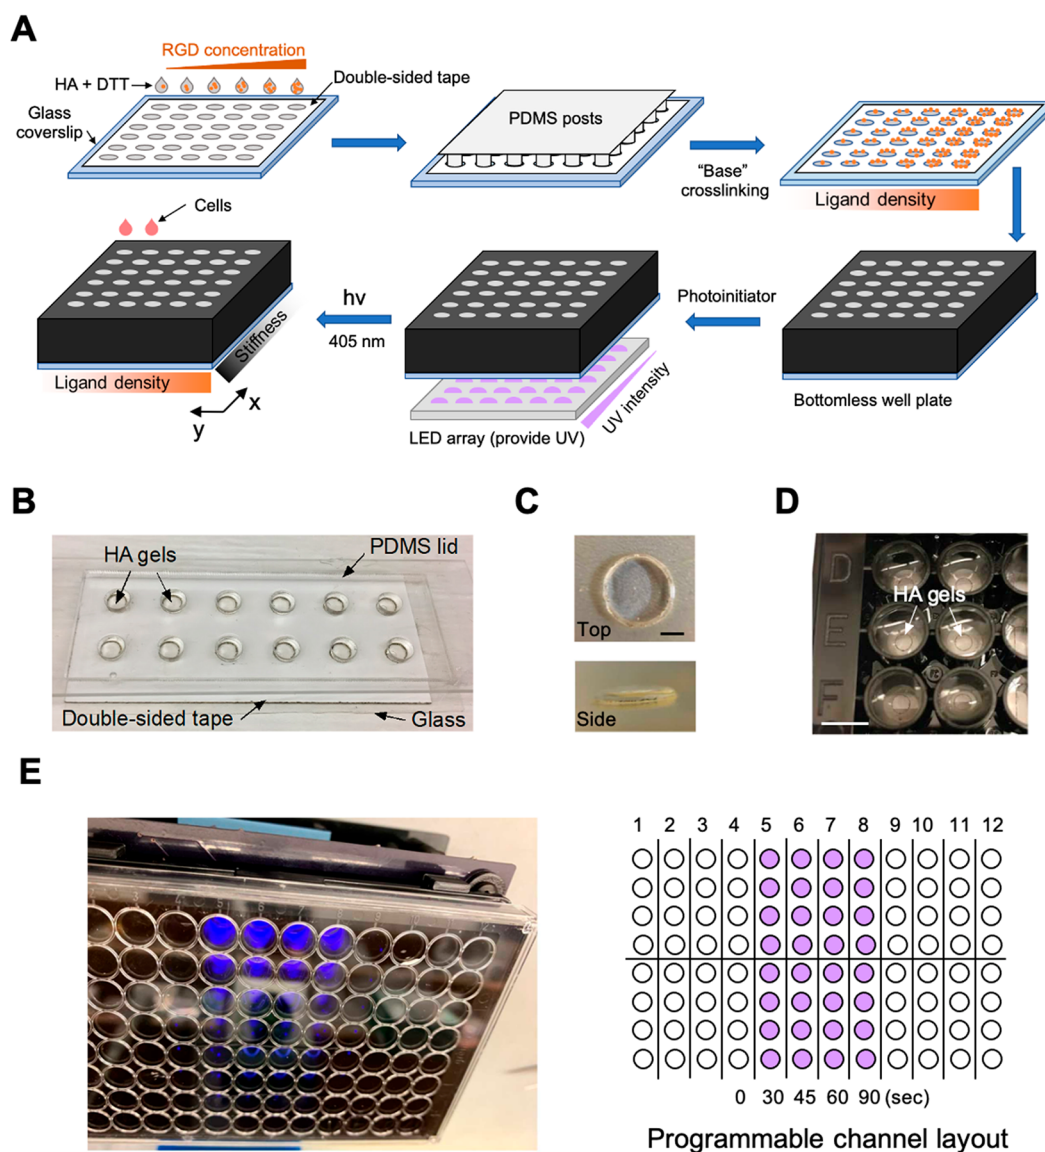 A
RGD concentration
HA + DTT
Double-sided tape
Glass
coverslip
PDMS posts
"Base"
crosslinking
Ligand density
Cells
Stiffness
Ligand density
x
y
hv
405 nm
UV intensity
LED array (provide UV)
Photoinitiator
Bottomless well plate
B
HA gels
PDMS lid
Double-sided tape
Glass
C
Top
Side
D
D
HA gels
E
F
E
1 2 3 4 5 6 7 8 9 10 11 12
0 30 45 60 90 (sec)
Programmable channel layout